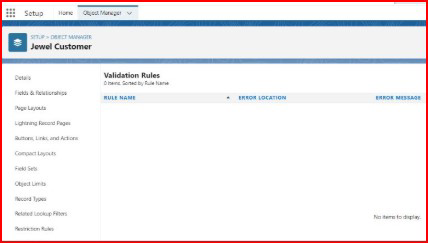 Setup Home Object Manager
SETUP > OBJECT MANAGER
Jewel Customer
Details
Fields & Relationships
Page Layouts
Lightning Record Pages
Buttons, Links, and Actions
Compact Layouts
Field Sets
Object Limits
Record Types
Related Lookup Filters
Restriction Rules
Validation Rules
0 Items. Sorted by Rule Name
RULE NAME ERROR LOCATION ERROR MESSAGE
No items to display.